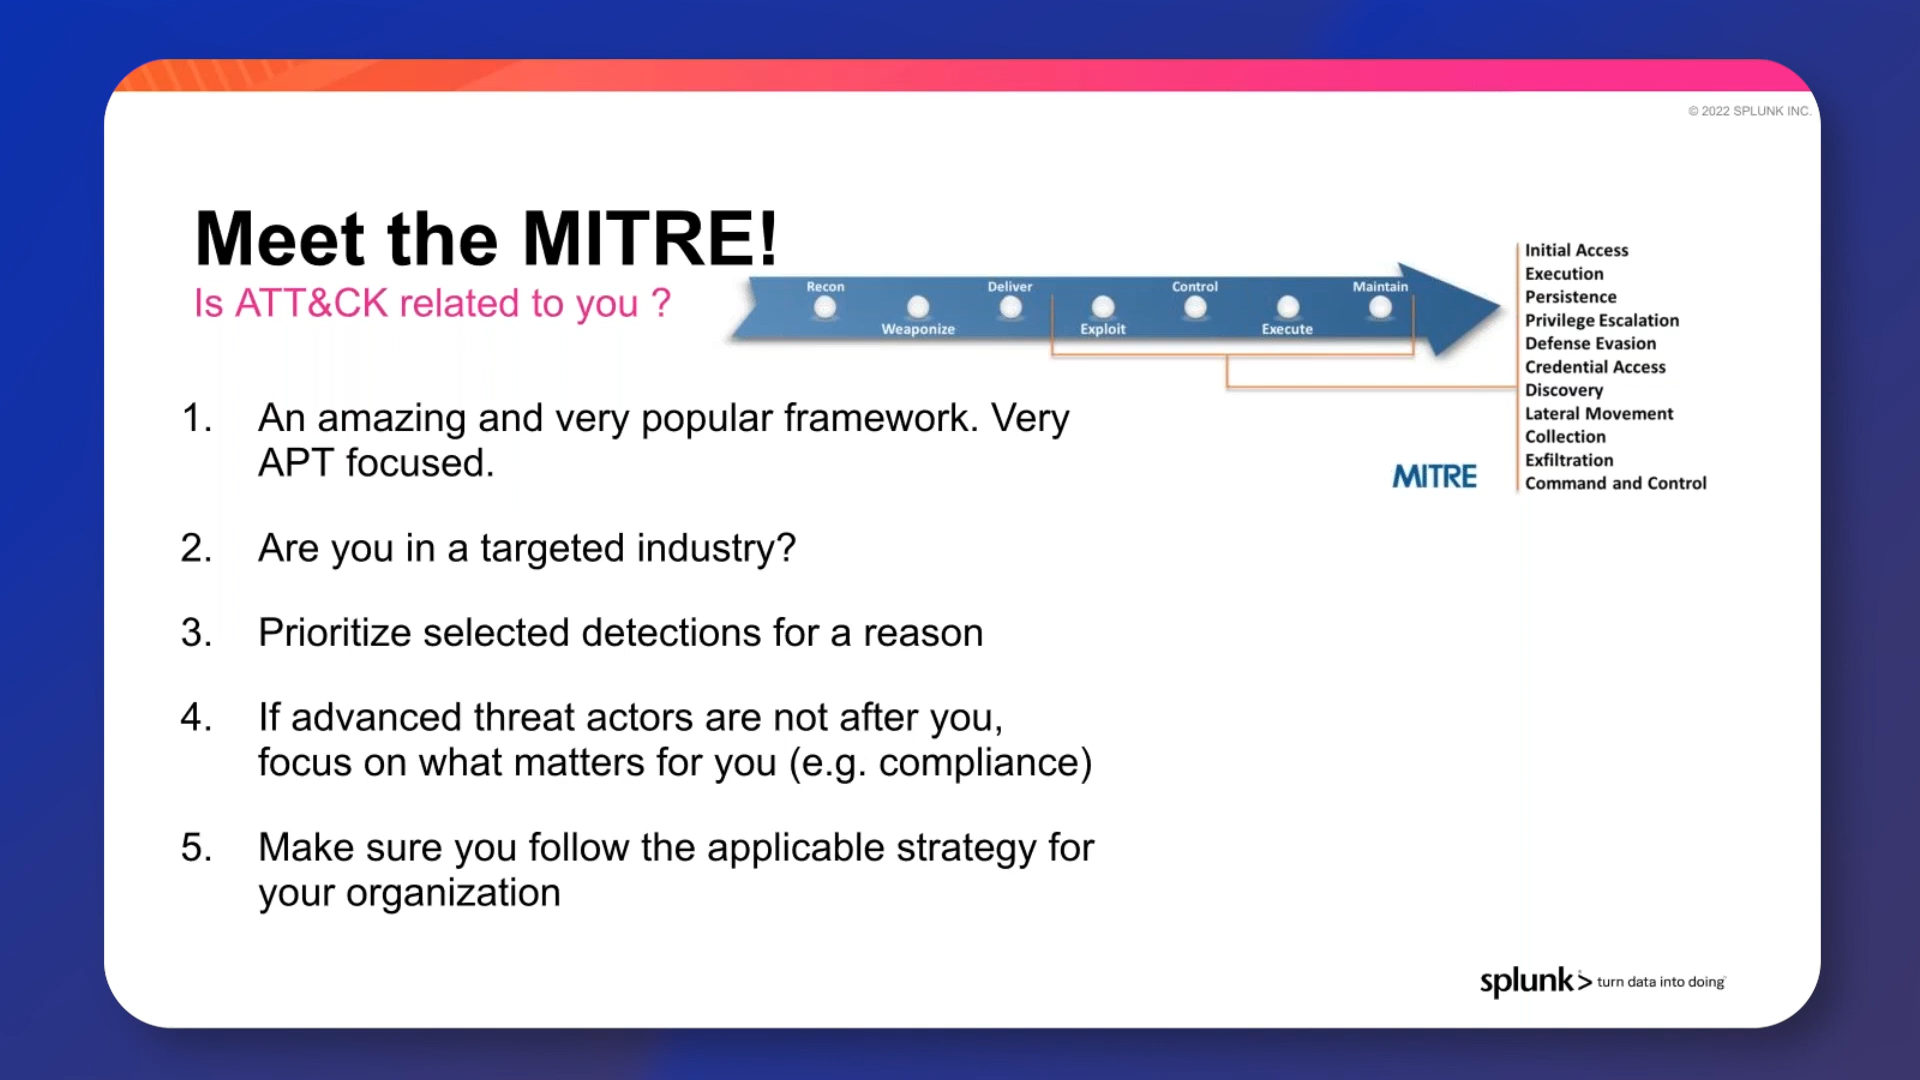 © 2022 SPLUNK INC.
Meet the MITRE!
Is ATT&CK related to you ?
Recon
Weaponize
Deliver
Exploit
Control
Execute
Maintain
Initial Access
Execution
Persistence
Privilege Escalation
Defense Evasion
Credential Access
Discovery
Lateral Movement
Collection
Exfiltration
Command and Control
MITRE
1. An amazing and very popular framework. Very
APT focused.
2. Are you in a targeted industry?
3. Prioritize selected detections for a reason
4. If advanced threat actors are not after you,
focus on what matters for you (e.g. compliance)
5. Make sure you follow the applicable strategy for
your organization
splunk> turn data into doing